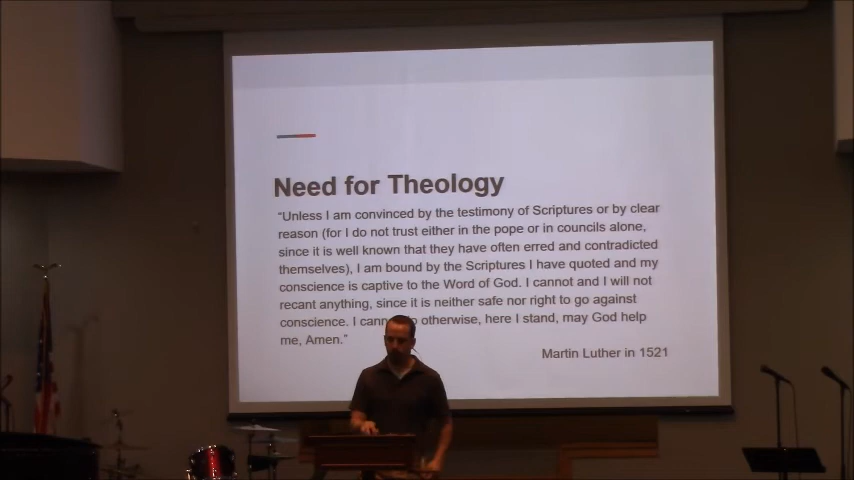 Need for Theology
“Unless I am convinced by the testimony of Scriptures or by clear
reason (for I do not trust either in the pope or in councils alone,
since it is well known that they have often erred and contradicted
themselves), I am bound by the Scriptures I have quoted and my
conscience is captive to the Word of God. I cannot and I will not
recant anything, since it is neither safe nor right to go against
conscience. I cann o otherwise, here I stand, may God help
me, Amen.”
Martin Luther in 1521